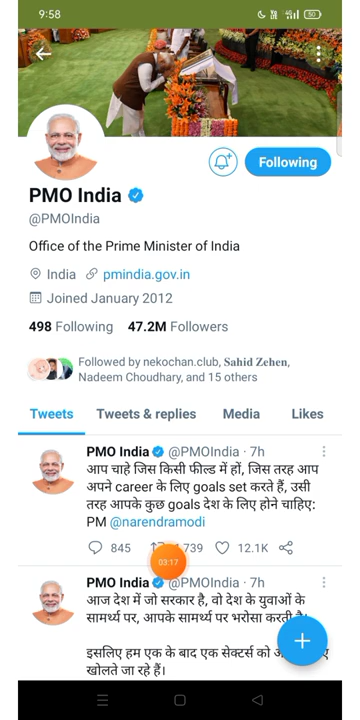 9:58
50
Following
PMO India
@PMOIndia
Office of the Prime Minister of India
India pmindia.gov.in
Joined January 2012
498 Following 47.2M Followers
Followed by nekochan.club, 𝐒𝐚𝐡𝐢𝐝 𝐙𝐞𝐡𝐞𝐧,
Nadeem Choudhary, and 15 others
Tweets Tweets & replies Media Likes
PMO India @PMOIndia · 7h
आप चाहे जिस किसी फील्ड में हों, जिस तरह आप
अपने career के लिए goals set करते हैं, उसी
तरह आपके कुछ goals देश के लिए होने चाहिए:
PM @narendramodi
845 739 12.1K
03:17
PMO India @PMOIndia · 7h
आज देश में जो सरकार है, वो देश के युवाओं के
सामर्थ्य पर, आपके सामर्थ्य पर भरोसा करती है।
इसलिए हम एक के बाद एक सेक्टर्स को
खोलते जा रहे हैं।